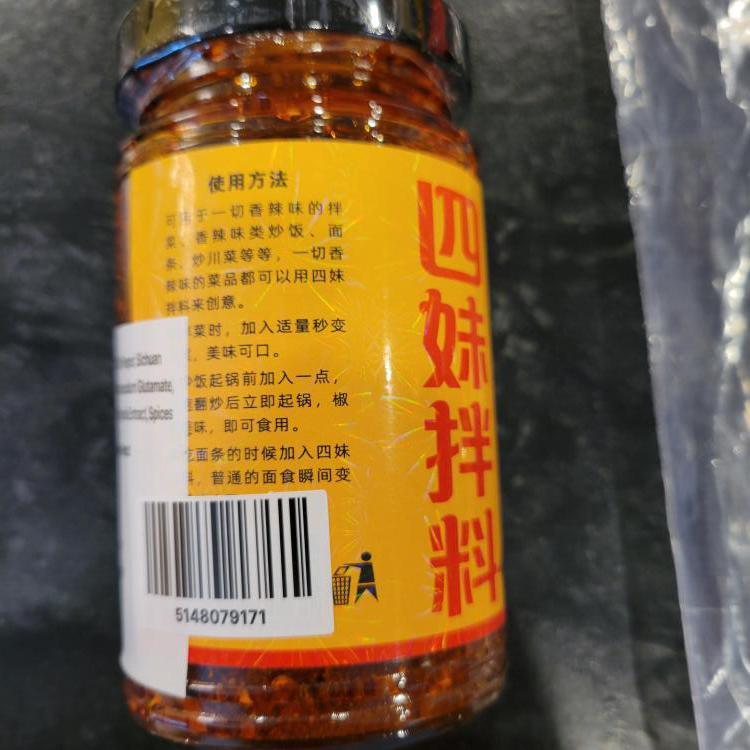 使用方法
可用于一切香辣味的拌
菜、香辣味类炒饭、面
条、炒川菜等等,一切香
辣味的菜品都可以用四妹
拌料来创意。
菜时,加入适量秒变
,美味可口。
炒饭起锅前加入一点,
翻炒后立即起锅,椒
味,即可食用。
吃面条的时候加入四妹
料,普通的面食瞬间变
四妹拌料
Sichuan
Glutamate,
Extract, Spices
5148079171